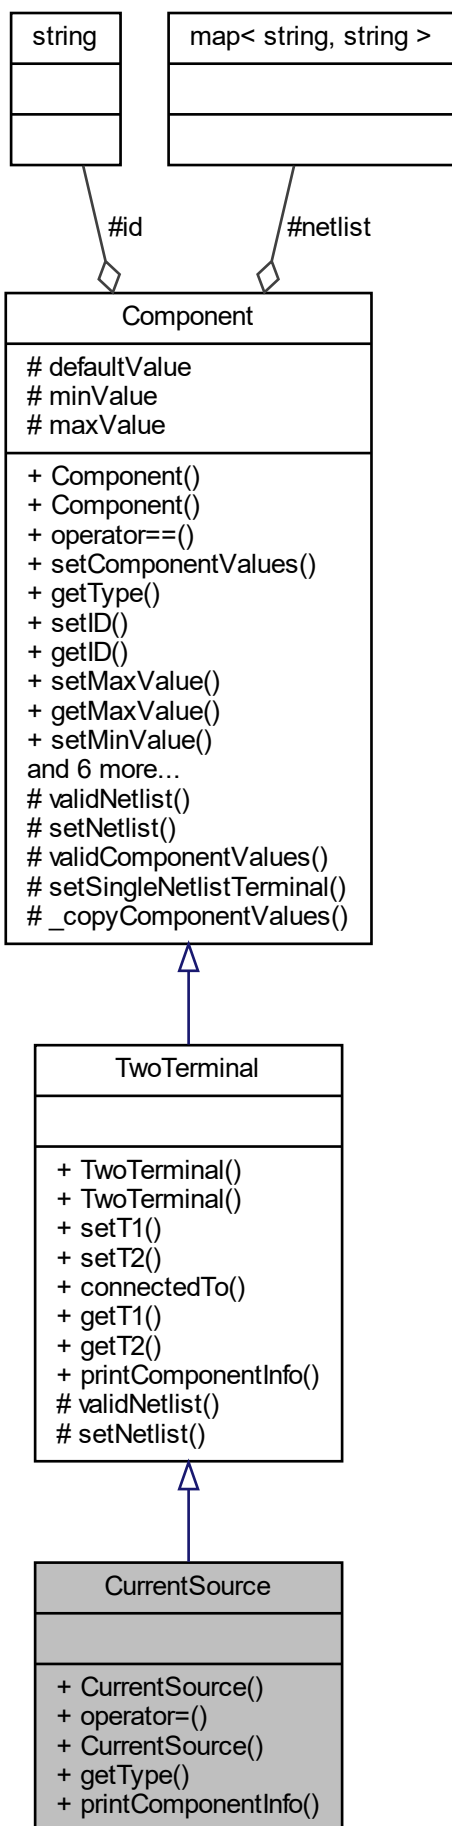 string
map< string, string >
#id
#netlist
Component
# defaultValue
# minValue
# maxValue
+ Component()
+ Component()
+ operator==()
+ setComponentValues()
+ getType()
+ setID()
+ getID()
+ setMaxValue()
+ getMaxValue()
+ setMinValue()
and 6 more...
# validNetlist()
# setNetlist()
# validComponentValues()
# setSingleNetlistTerminal()
# _copyComponentValues()
TwoTerminal
+ TwoTerminal()
+ TwoTerminal()
+ setT1()
+ setT2()
+ connectedTo()
+ getT1()
+ getT2()
+ printComponentInfo()
# validNetlist()
# setNetlist()
CurrentSource
+ CurrentSource()
+ operator=()
+ CurrentSource()
+ getType()
+ printComponentInfo()